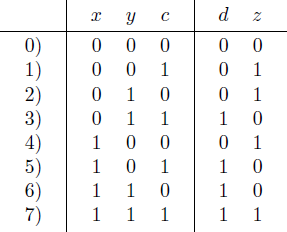 x y c d z
0) 0 0 0 0 0
1) 0 0 1 0 1
2) 0 1 0 0 1
3) 0 1 1 1 0
4) 1 0 0 0 1
5) 1 0 1 1 0
6) 1 1 0 1 0
7) 1 1 1 1 1